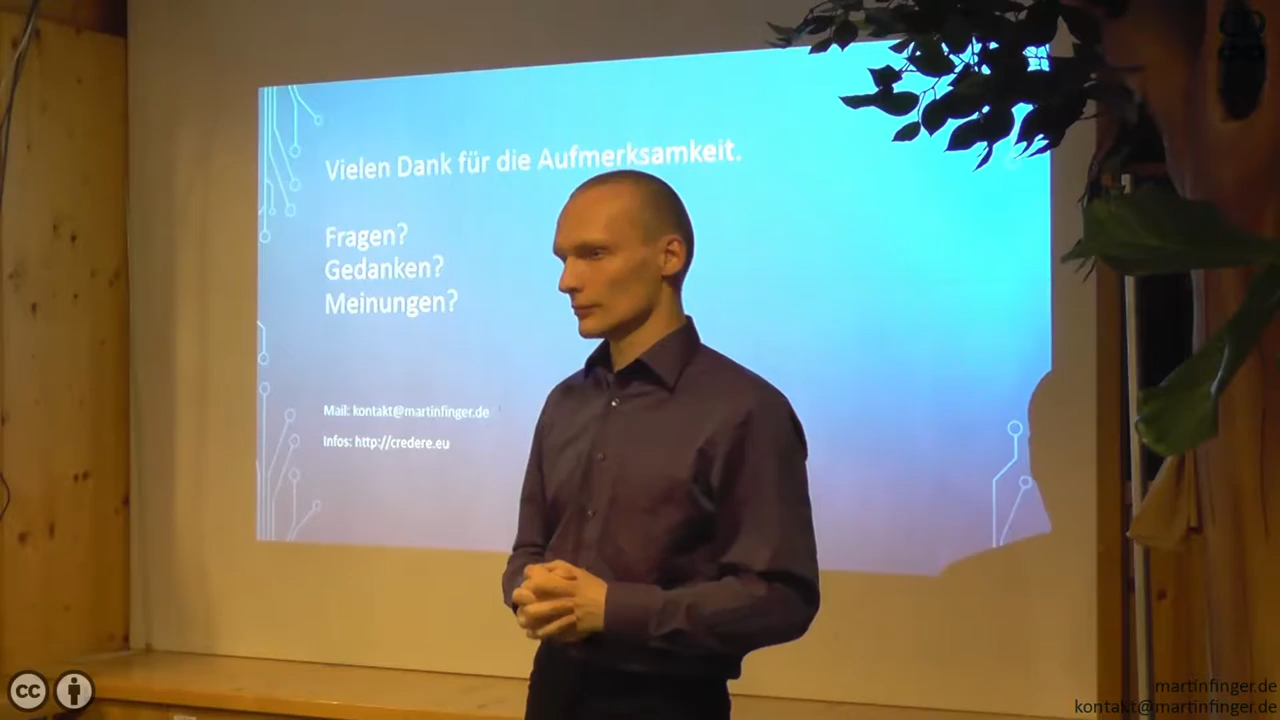 Vielen Dank für die Aufmerksamkeit.
Fragen?
Gedanken?
Meinungen?
Mail: kontakt@martinfinger.de
Infos: http://credere.eu
cc
martinfinger.de
kontakt@martinfinger.de